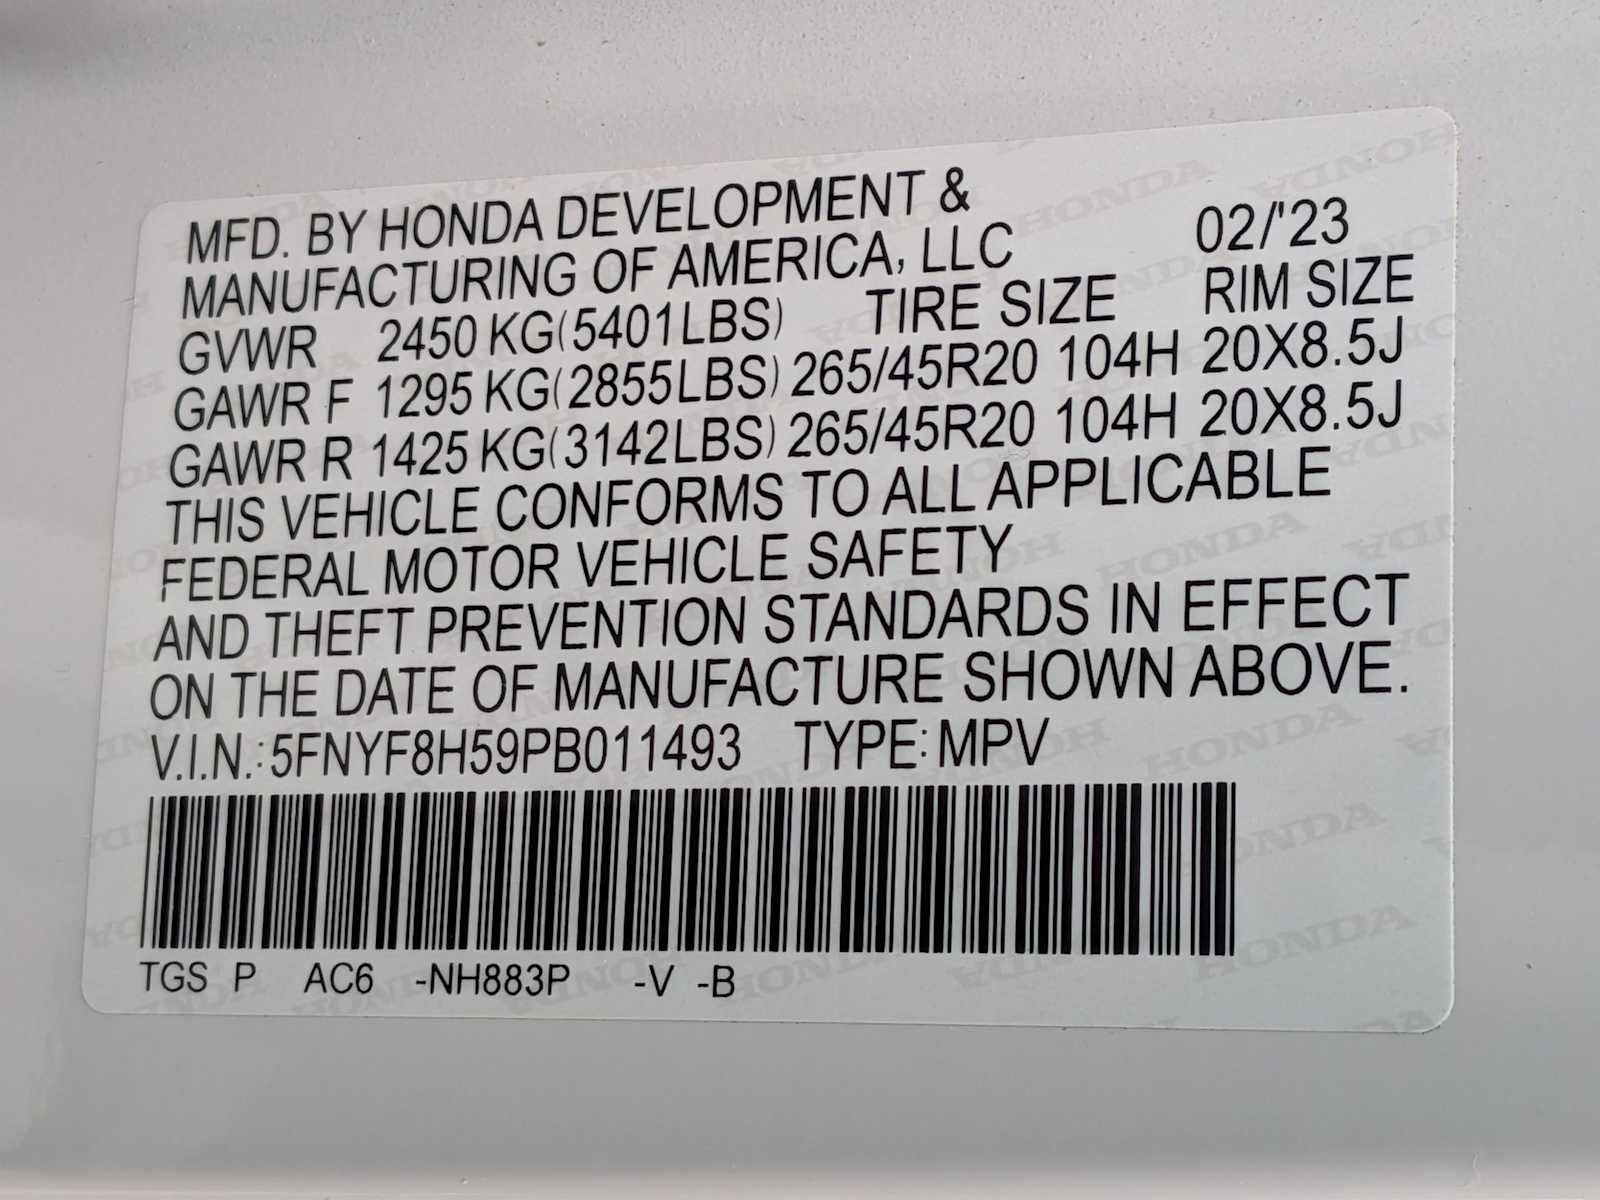 MFD. BY HONDA DEVELOPMENT &
MANUFACTURING OF AMERICA, LLC 02/'23
GVWR 2450 KG(5401LBS) TIRE SIZE RIM SIZE
GAWR F 1295 KG(2855LBS) 265/45R20 104H 20X8.5J
GAWR R 1425 KG(3142LBS) 265/45R20 104H 20X8.5J
THIS VEHICLE CONFORMS TO ALL APPLICABLE
FEDERAL MOTOR VEHICLE SAFETY
AND THEFT PREVENTION STANDARDS IN EFFECT
ON THE DATE OF MANUFACTURE SHOWN ABOVE.
V.I.N.: 5FNYF8H59PB011493 TYPE: MPV
TGS P AC6 -NH883P -V -B